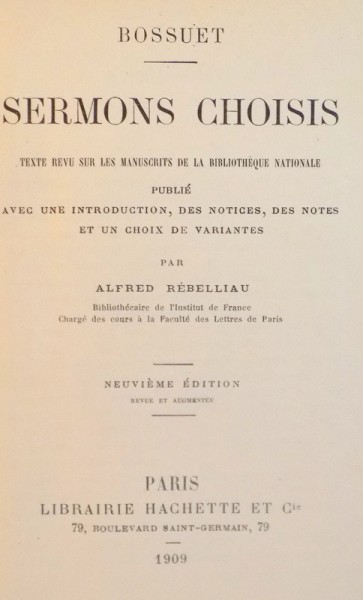 BOSSUET
SERMONS CHOISIS
TEXTE REVU SUR LES MANUSCRITS DE LA BIBLIOTHÈQUE NATIONALE
PUBLIÉ
AVEC UNE INTRODUCTION, DES NOTICES, DES NOTES
ET UN CHOIX DE VARIANTES
PAR
ALFRED RÉBELLIAU
Bibliothécaire de l'Institut de France
Chargé des cours à la Faculté des Lettres de Paris
NEUVIÈME ÉDITION
REVUE ET AUGMENTÉE
PARIS
LIBRAIRIE HACHETTE ET Cie
79, BOULEVARD SAINT-GERMAIN, 79
1909